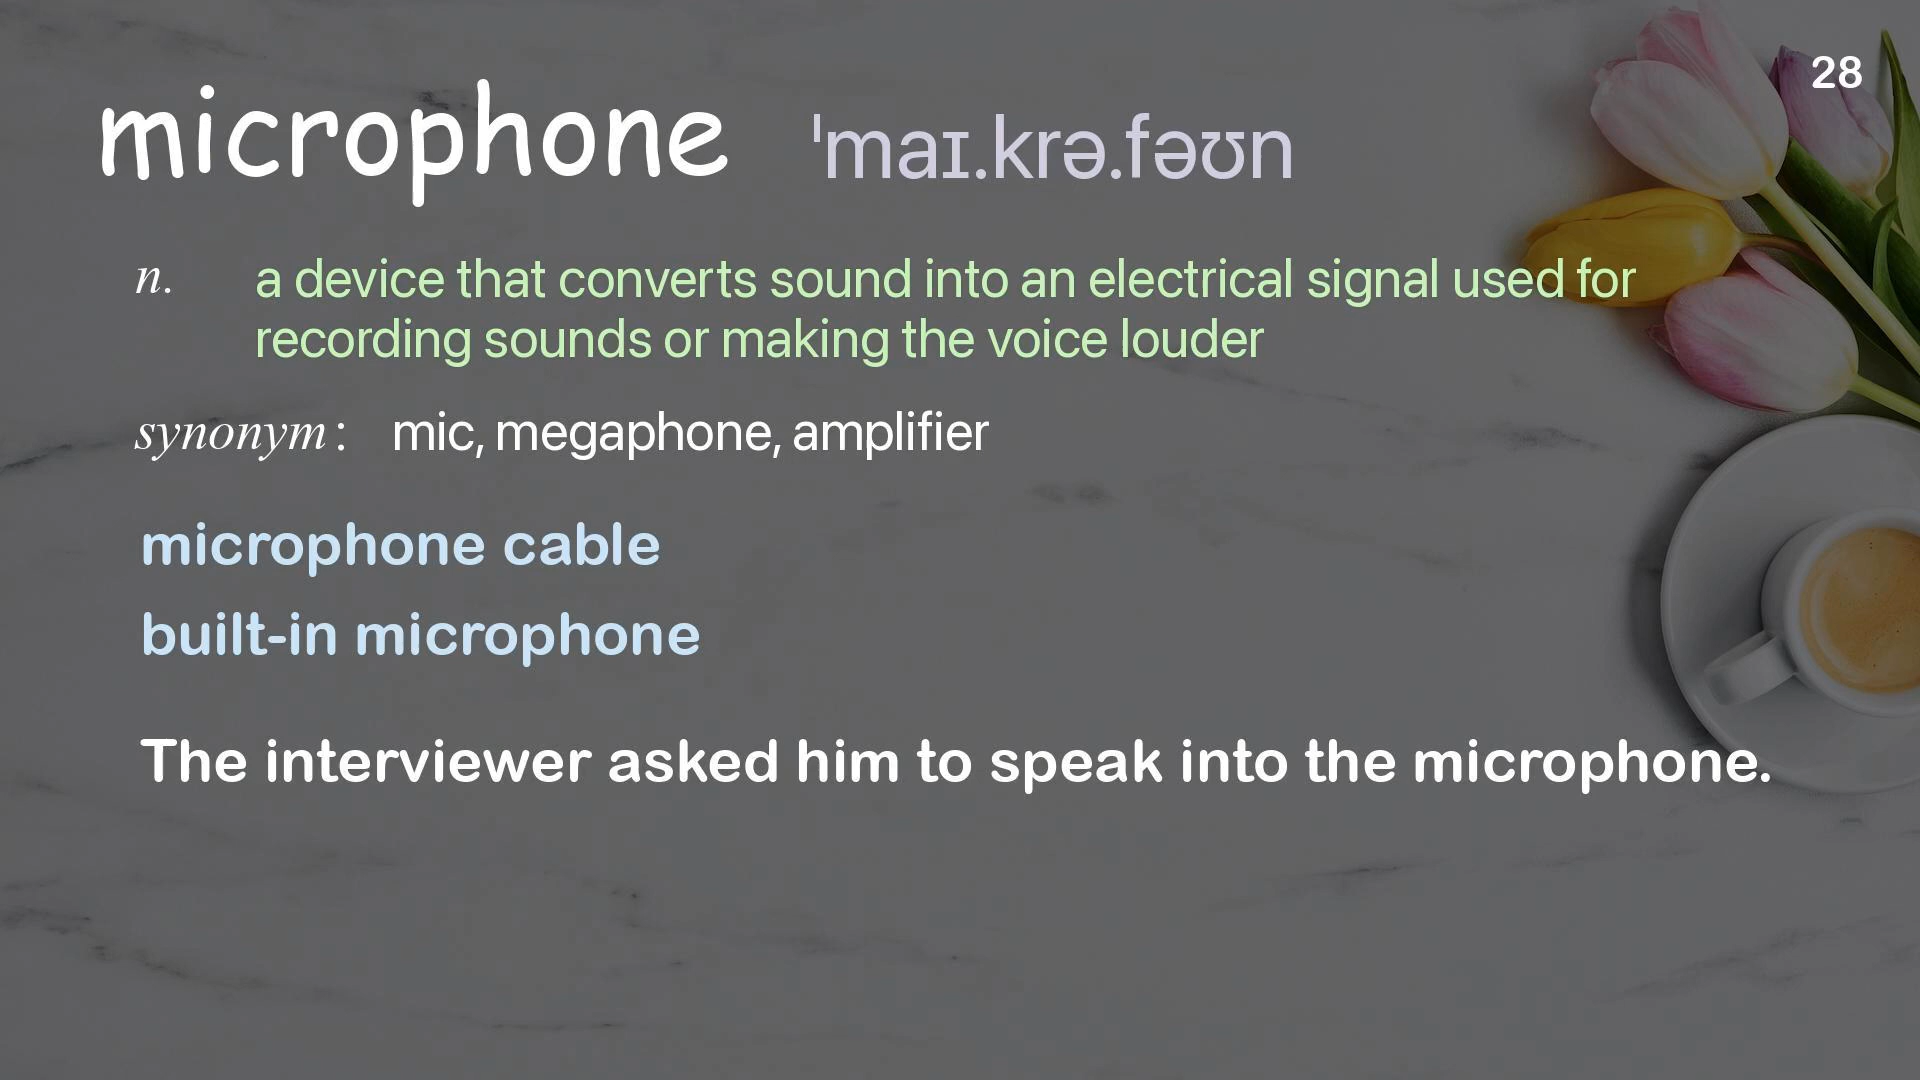 28
microphone ˈmaɪ.krə.fəʊn
n. a device that converts sound into an electrical signal used for
recording sounds or making the voice louder
synonym: mic, megaphone, amplifier
microphone cable
built-in microphone
The interviewer asked him to speak into the microphone.